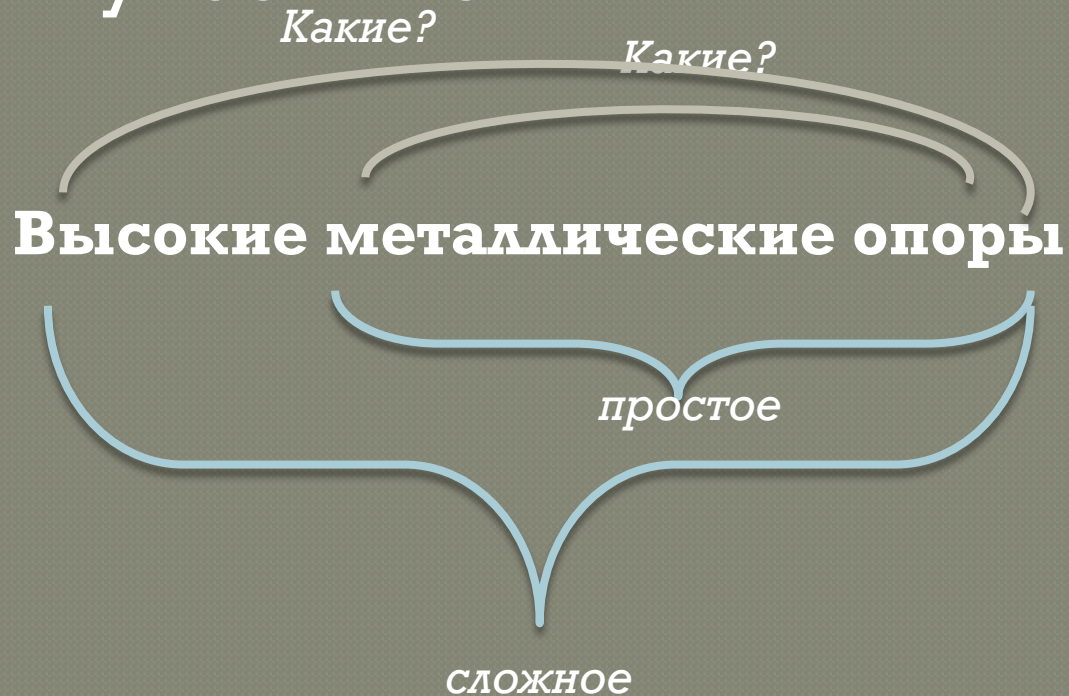 Какие?
Какие?
Высокие металлические опоры
простое
сложное